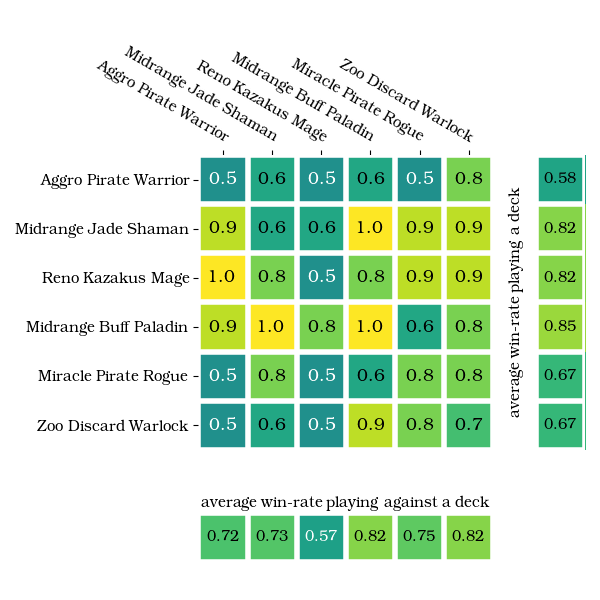 Aggro Pirate Warrior
Midrange Jade Shaman
Reno Kazakus Mage
Midrange Buff Paladin
Miracle Pirate Rogue
Zoo Discard Warlock
Aggro Pirate Warrior 0.5 0.6 0.5 0.6 0.5 0.8 0.58
Midrange Jade Shaman 0.9 0.6 0.6 1.0 0.9 0.9 0.82
Reno Kazakus Mage 1.0 0.8 0.5 0.8 0.9 0.9 0.82
Midrange Buff Paladin 0.9 1.0 0.8 1.0 0.6 0.8 0.85
Miracle Pirate Rogue 0.5 0.8 0.5 0.6 0.8 0.8 0.67
Zoo Discard Warlock 0.5 0.6 0.5 0.9 0.8 0.7 0.67
average win-rate playing a deck
average win-rate playing against a deck
0.72 0.73 0.57 0.82 0.75 0.82